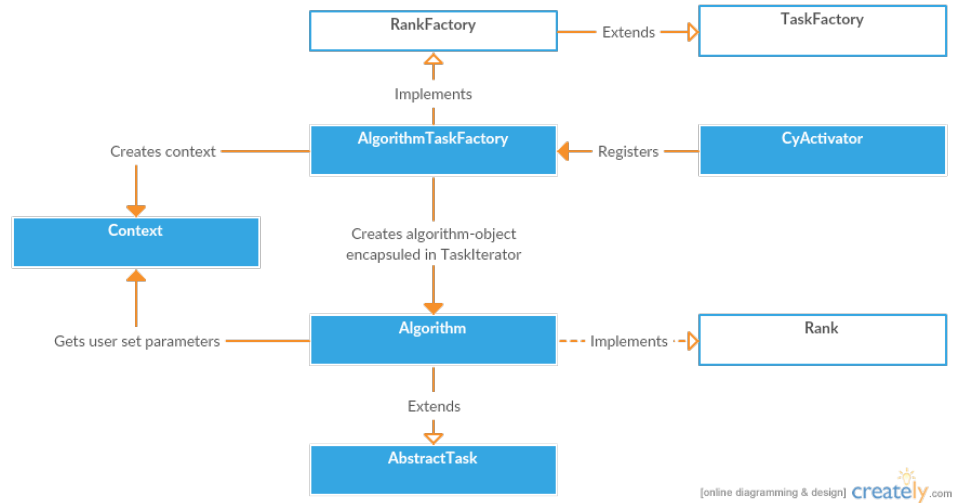 RankFactory
Extends
TaskFactory
Implements
AlgorithmTaskFactory
Registers
CyActivator
Creates context
Context
Creates algorithm-object
encapsuled in TaskIterator
Gets user set parameters
Algorithm
Implements
Rank
Extends
AbstractTask
[online diagramming & design] creately.com